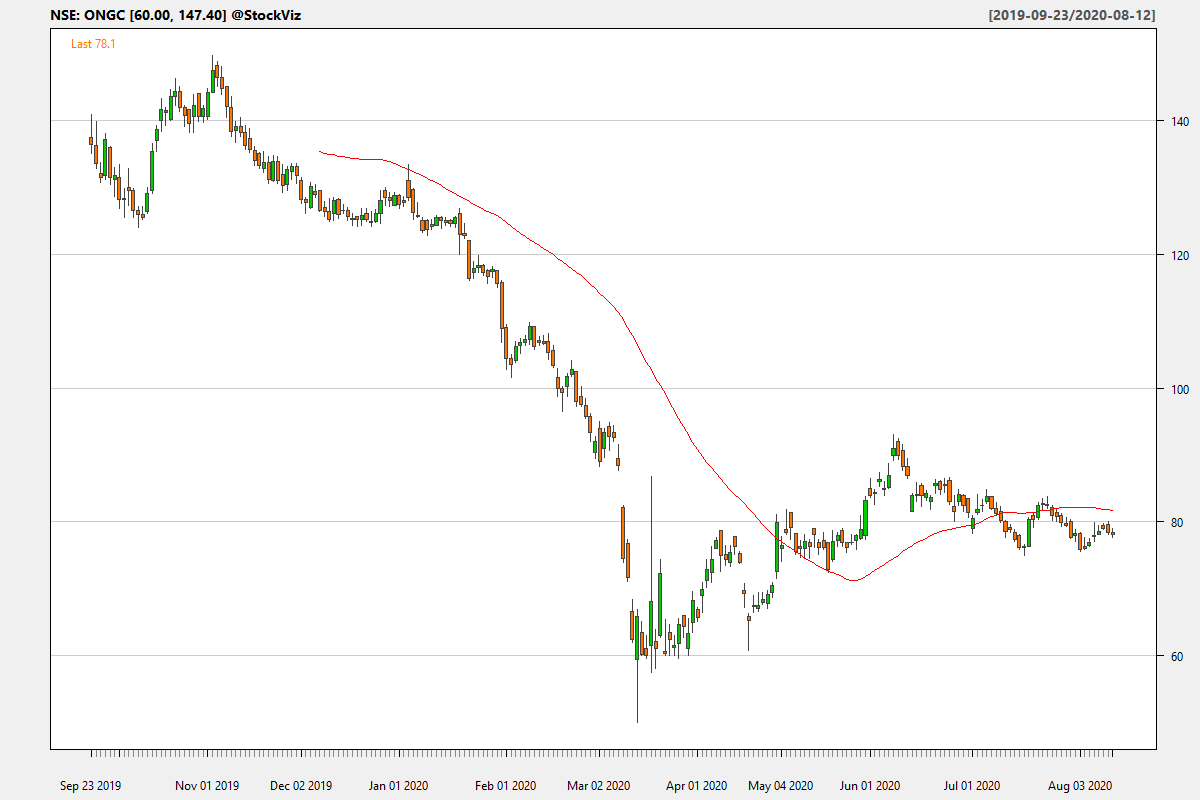 NSE: ONGC [60.00, 147.40] @StockViz
[2019-09-23/2020-08-12]
Last 78.1
140
120
100
80
60
Sep 23 2019
Nov 01 2019
Dec 02 2019
Jan 01 2020
Feb 01 2020
Mar 02 2020
Apr 01 2020
May 04 2020
Jun 01 2020
Jul 01 2020
Aug 03 2020